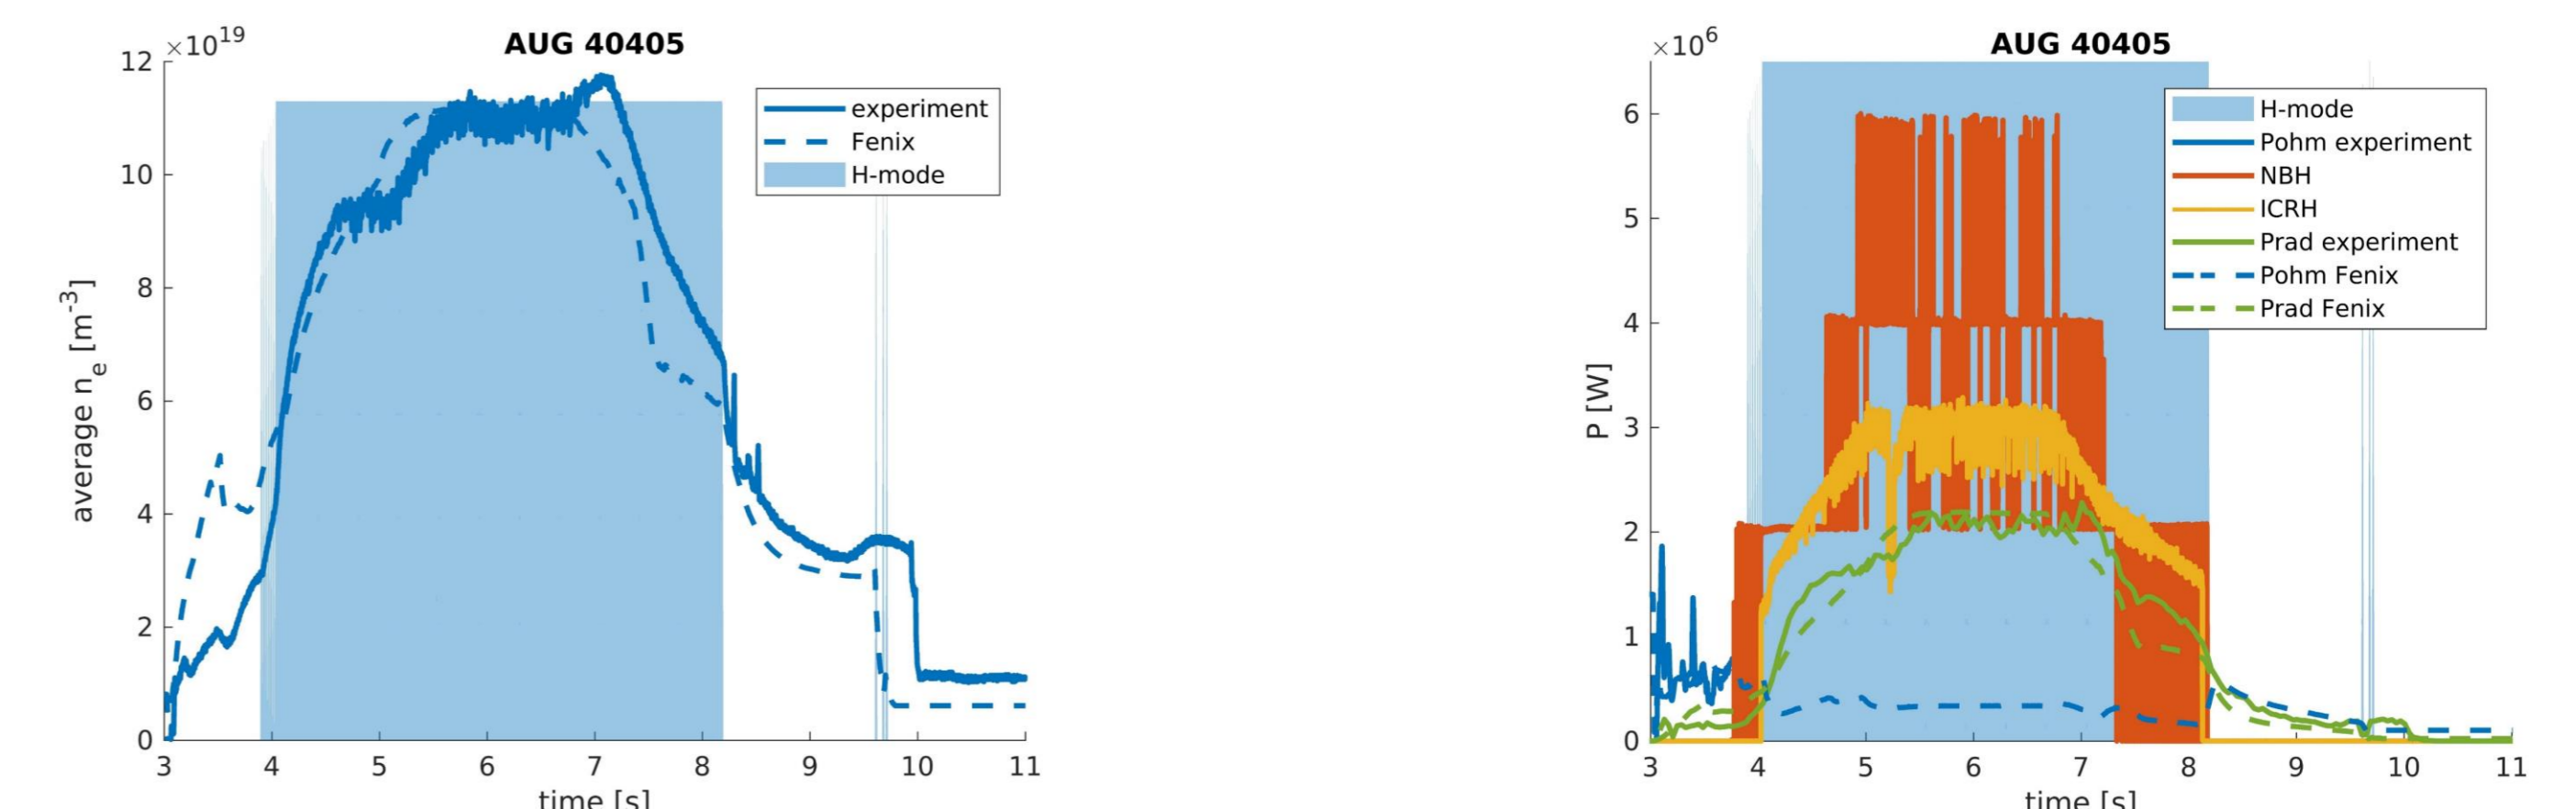 AUG 40405
×10^19
12
10
8
6
4
2
0
average n_e [m^-3]
experiment
Fenix
H-mode
3 4 5 6 7 8 9 10 11
time [s]
AUG 40405
×10^6
6
5
4
3
2
1
0
P [W]
H-mode
Pohm experiment
NBH
ICRH
Prad experiment
Pohm Fenix
Prad Fenix
3 4 5 6 7 8 9 10 11
time [s]